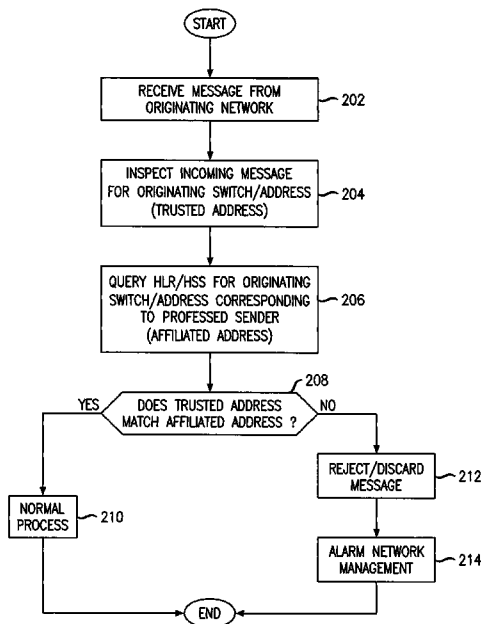 START
RECEIVE MESSAGE FROM
ORIGINATING NETWORK
202
INSPECT INCOMING MESSAGE
FOR ORIGINATING SWITCH/ADDRESS
(TRUSTED ADDRESS)
204
QUERY HLR/HSS FOR ORIGINATING
SWITCH/ADDRESS CORRESPONDING
TO PROFESSED SENDER
(AFFILIATED ADDRESS)
206
208
YES
DOES TRUSTED ADDRESS
MATCH AFFILIATED ADDRESS ?
NO
REJECT/DISCARD
MESSAGE
212
NORMAL
PROCESS
210
ALARM NETWORK
MANAGEMENT
214
END